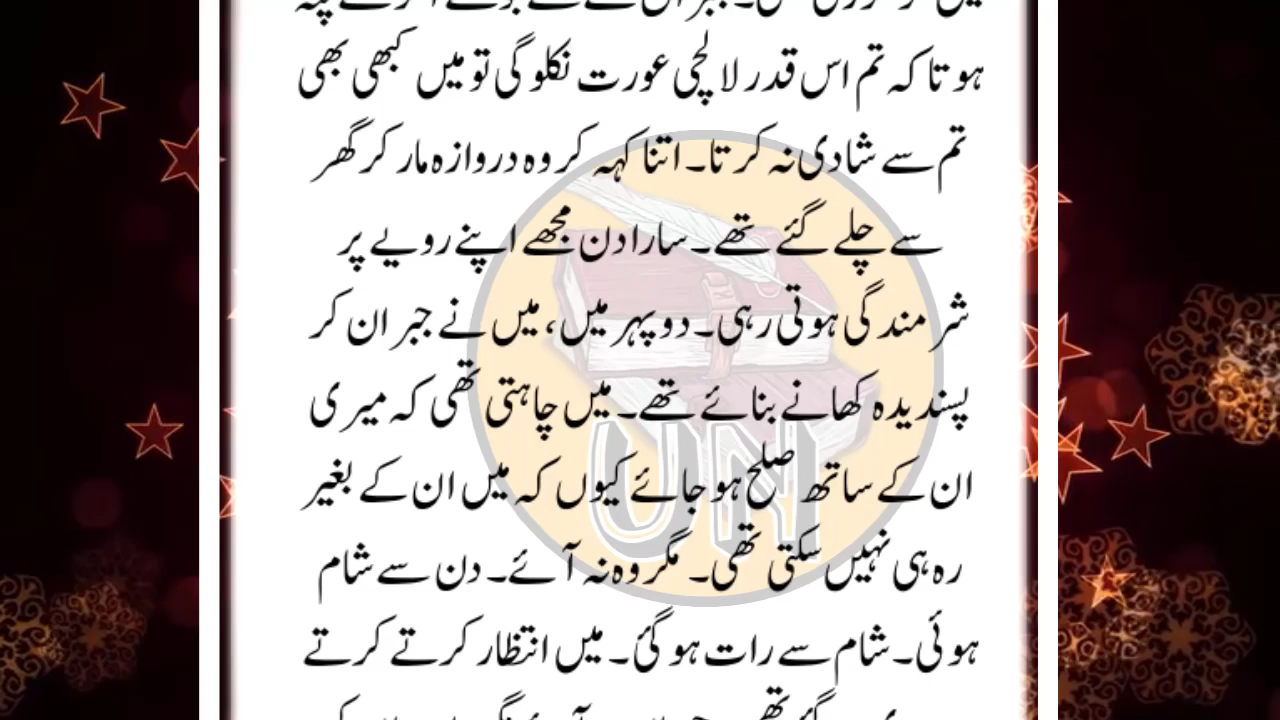 ہوتا کہ تم اس قدر لالچی عورت نکلو گی تو میں کبھی بھی
تم سے شادی نہ کرتا۔ اتنا کہہ کر وہ دروازہ مار کر گھر
سے چلے گئے تھے۔ سارا دن مجھے اپنے رویے پر
شرمندگی ہوتی رہی۔ دوپہر میں، میں نے جبران کر
پسندیدہ کھانے بنائے تھے۔ میں چاہتی تھی کہ میری
ان کے ساتھ صلح ہو جائے کیوں کہ میں ان کے بغیر
رہ ہی نہیں سکتی تھی۔ مگر وہ نہ آئے۔ دن سے شام
ہوئی۔ شام سے رات ہو گئ۔ میں انتظار کرتے کرتے
UN